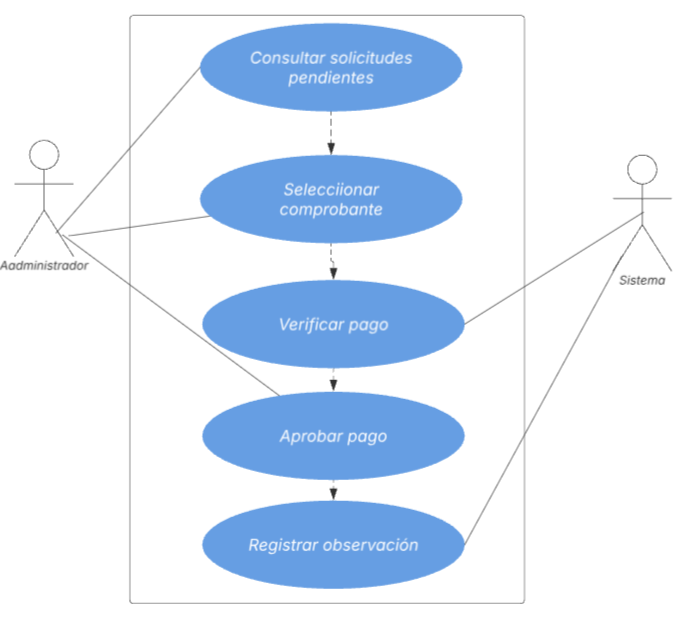 Consultar solicitudes
pendientes
Selecciionar
comprobante
Aadministrador
Sistema
Verificar pago
Aprobar pago
Registrar observación